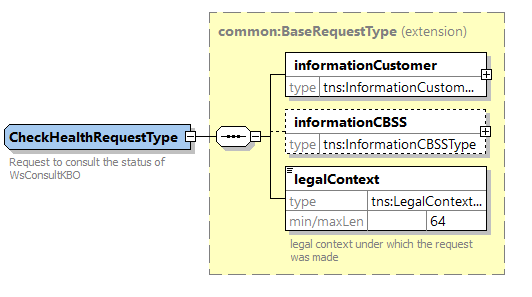 common:BaseRequestType (extension)
informationCustomer
type tns:InformationCustom...
informationCBSS
type tns:InformationCBSSType
CheckHealthRequestType
Request to consult the status of
WsConsultKBO
legalContext
type tns:LegalContext...
min/maxLen 64
legal context under which the request
was made